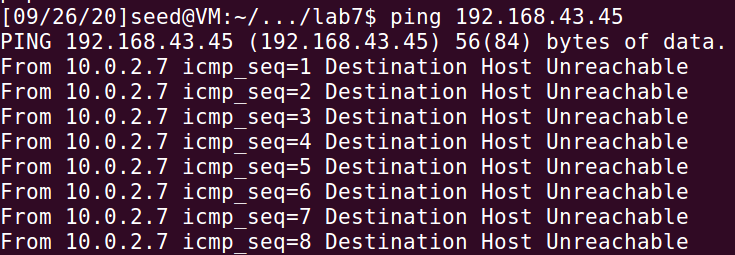 [09/26/20]seed@VM:~/.../lab7$ ping 192.168.43.45
PING 192.168.43.45 (192.168.43.45) 56(84) bytes of data.
From 10.0.2.7 icmp_seq=1 Destination Host Unreachable
From 10.0.2.7 icmp_seq=2 Destination Host Unreachable
From 10.0.2.7 icmp_seq=3 Destination Host Unreachable
From 10.0.2.7 icmp_seq=4 Destination Host Unreachable
From 10.0.2.7 icmp_seq=5 Destination Host Unreachable
From 10.0.2.7 icmp_seq=6 Destination Host Unreachable
From 10.0.2.7 icmp_seq=7 Destination Host Unreachable
From 10.0.2.7 icmp_seq=8 Destination Host Unreachable